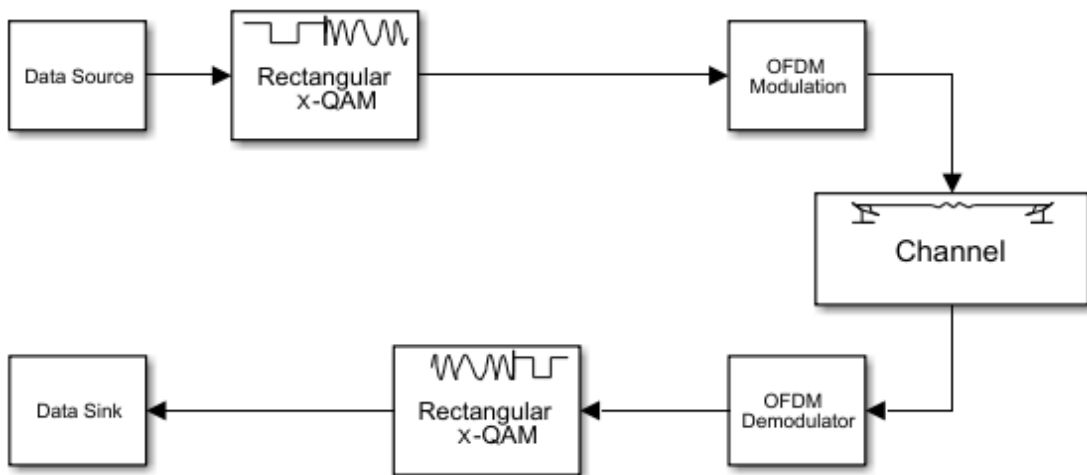 Data Source
Rectangular
x-QAM
OFDM
Modulation
Channel
OFDM
Demodulator
Rectangular
x-QAM
Data Sink